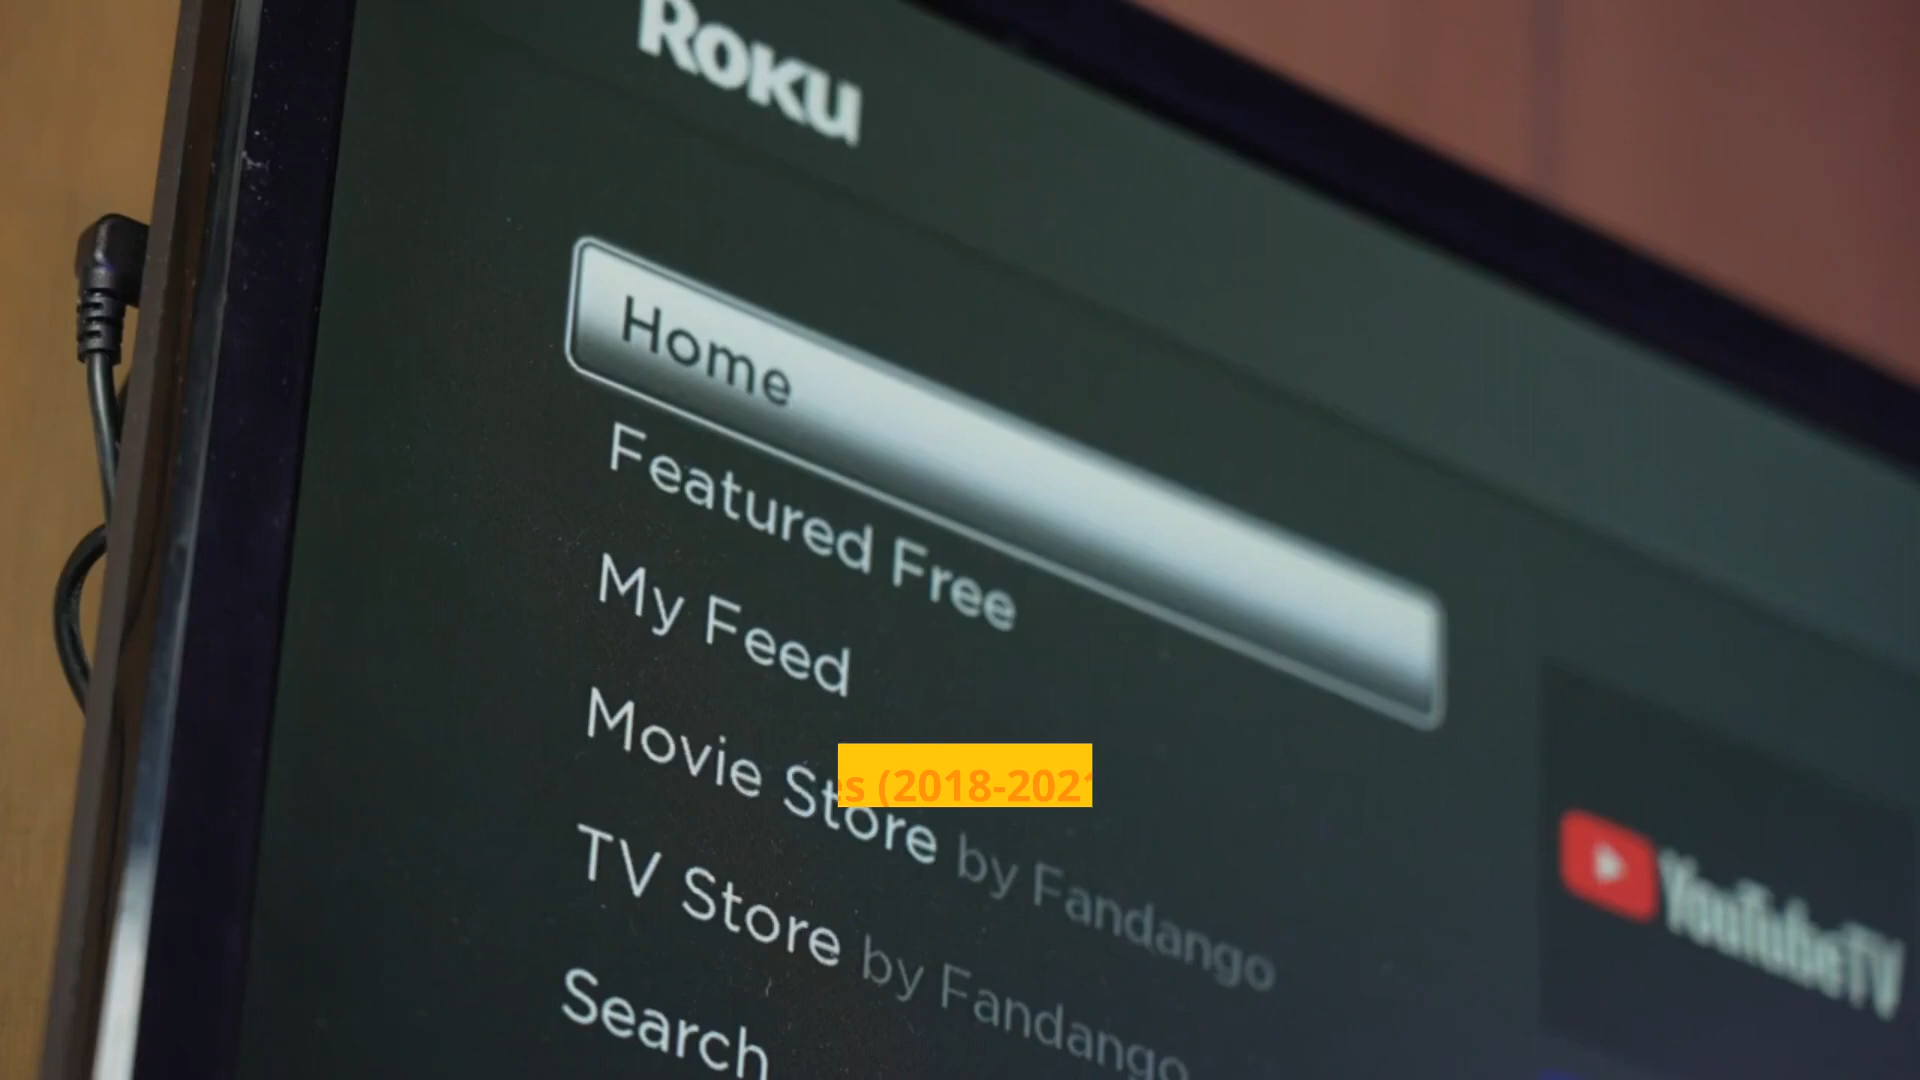 ROKU
Home
Featured Free
My Feed
Movie Store by Fandango
(2018-202
TV Store by Fandango
YouTubeTV
Search